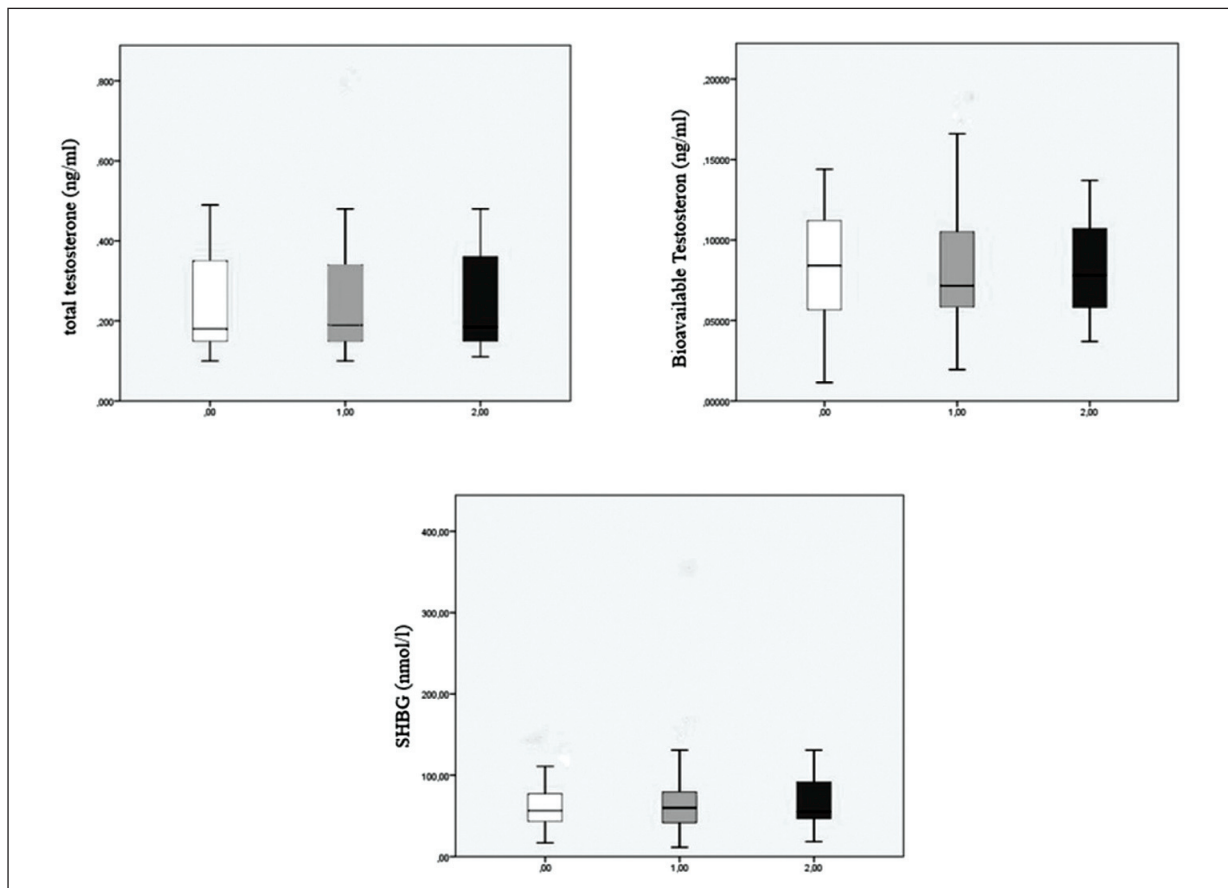 total testosterone (ng/ml)
,800
,600
,400
,200
,000
,00 1,00 2,00
Bioavailable Testosteron (ng/ml)
,20000
,15000
,10000
,05000
,00000
,00 1,00 2,00
SHBG (nmol/l)
400,00
300,00
200,00
100,00
,00
,00 1,00 2,00